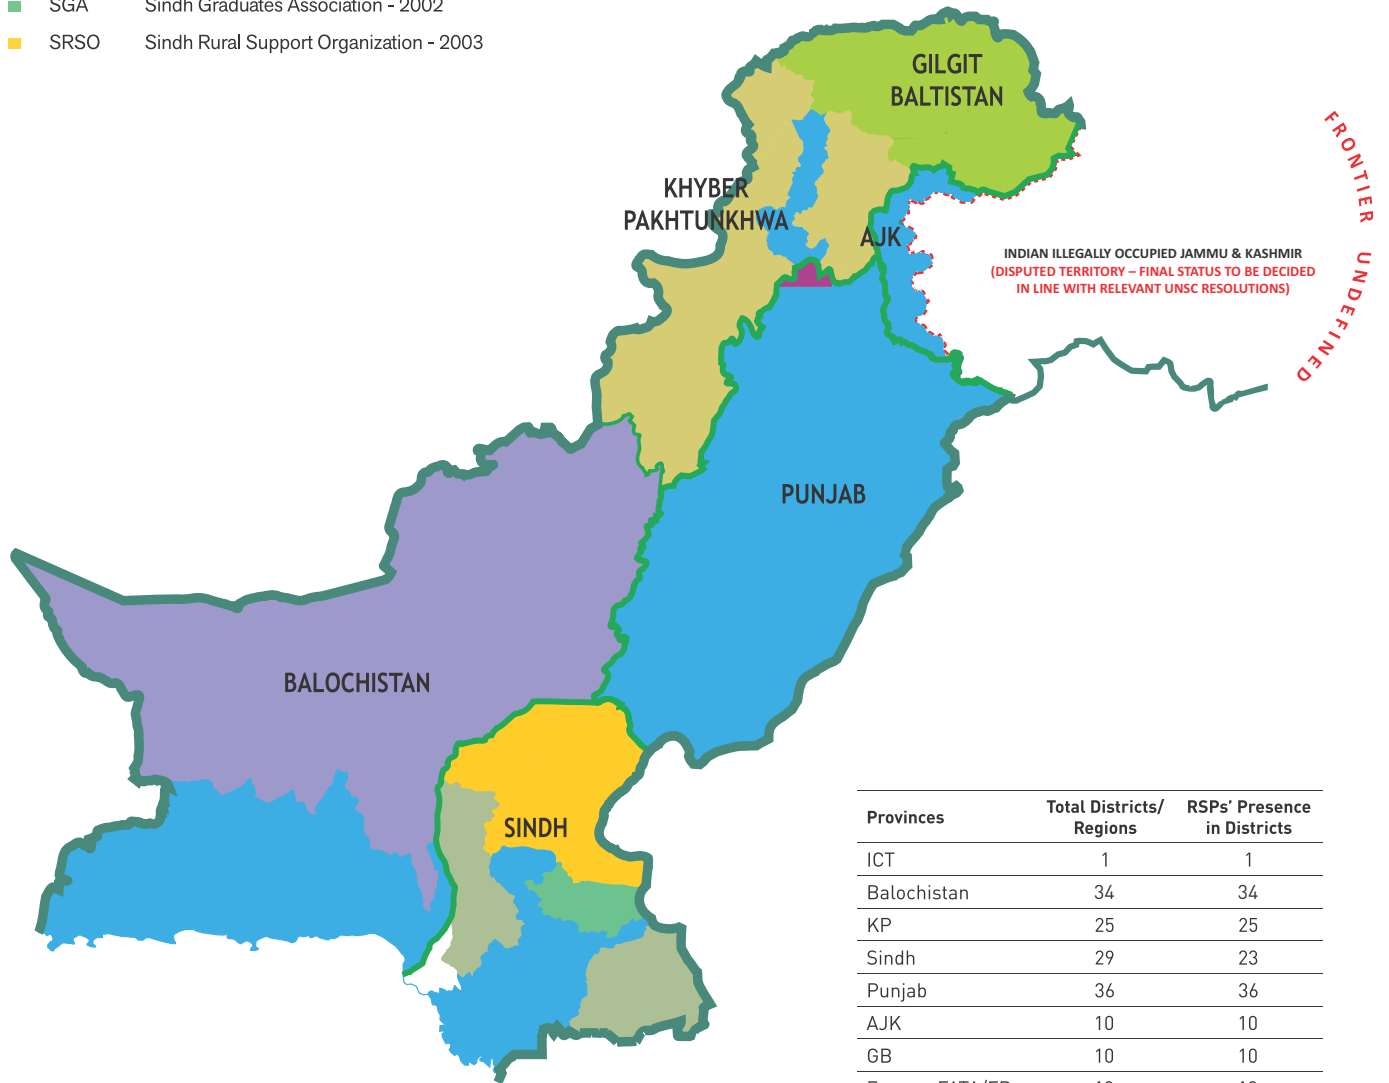 SGA Sindh Graduates Association - 2002
SRSO Sindh Rural Support Organization - 2003
GILGIT
BALTISTAN
FRONTIER UNDEFINED
KHYBER
PAKHTUNKHWA
AJK
INDIAN ILLEGALLY OCCUPIED JAMMU & KASHMIR
(DISPUTED TERRITORY – FINAL STATUS TO BE DECIDED
IN LINE WITH RELEVANT UNSC RESOLUTIONS)
PUNJAB
BALOCHISTAN
SINDH
Provinces Total Districts/ Regions RSPs' Presence in Districts
ICT 1 1
Balochistan 34 34
KP 25 25
Sindh 29 23
Punjab 36 36
AJK 10 10
GB 10 10